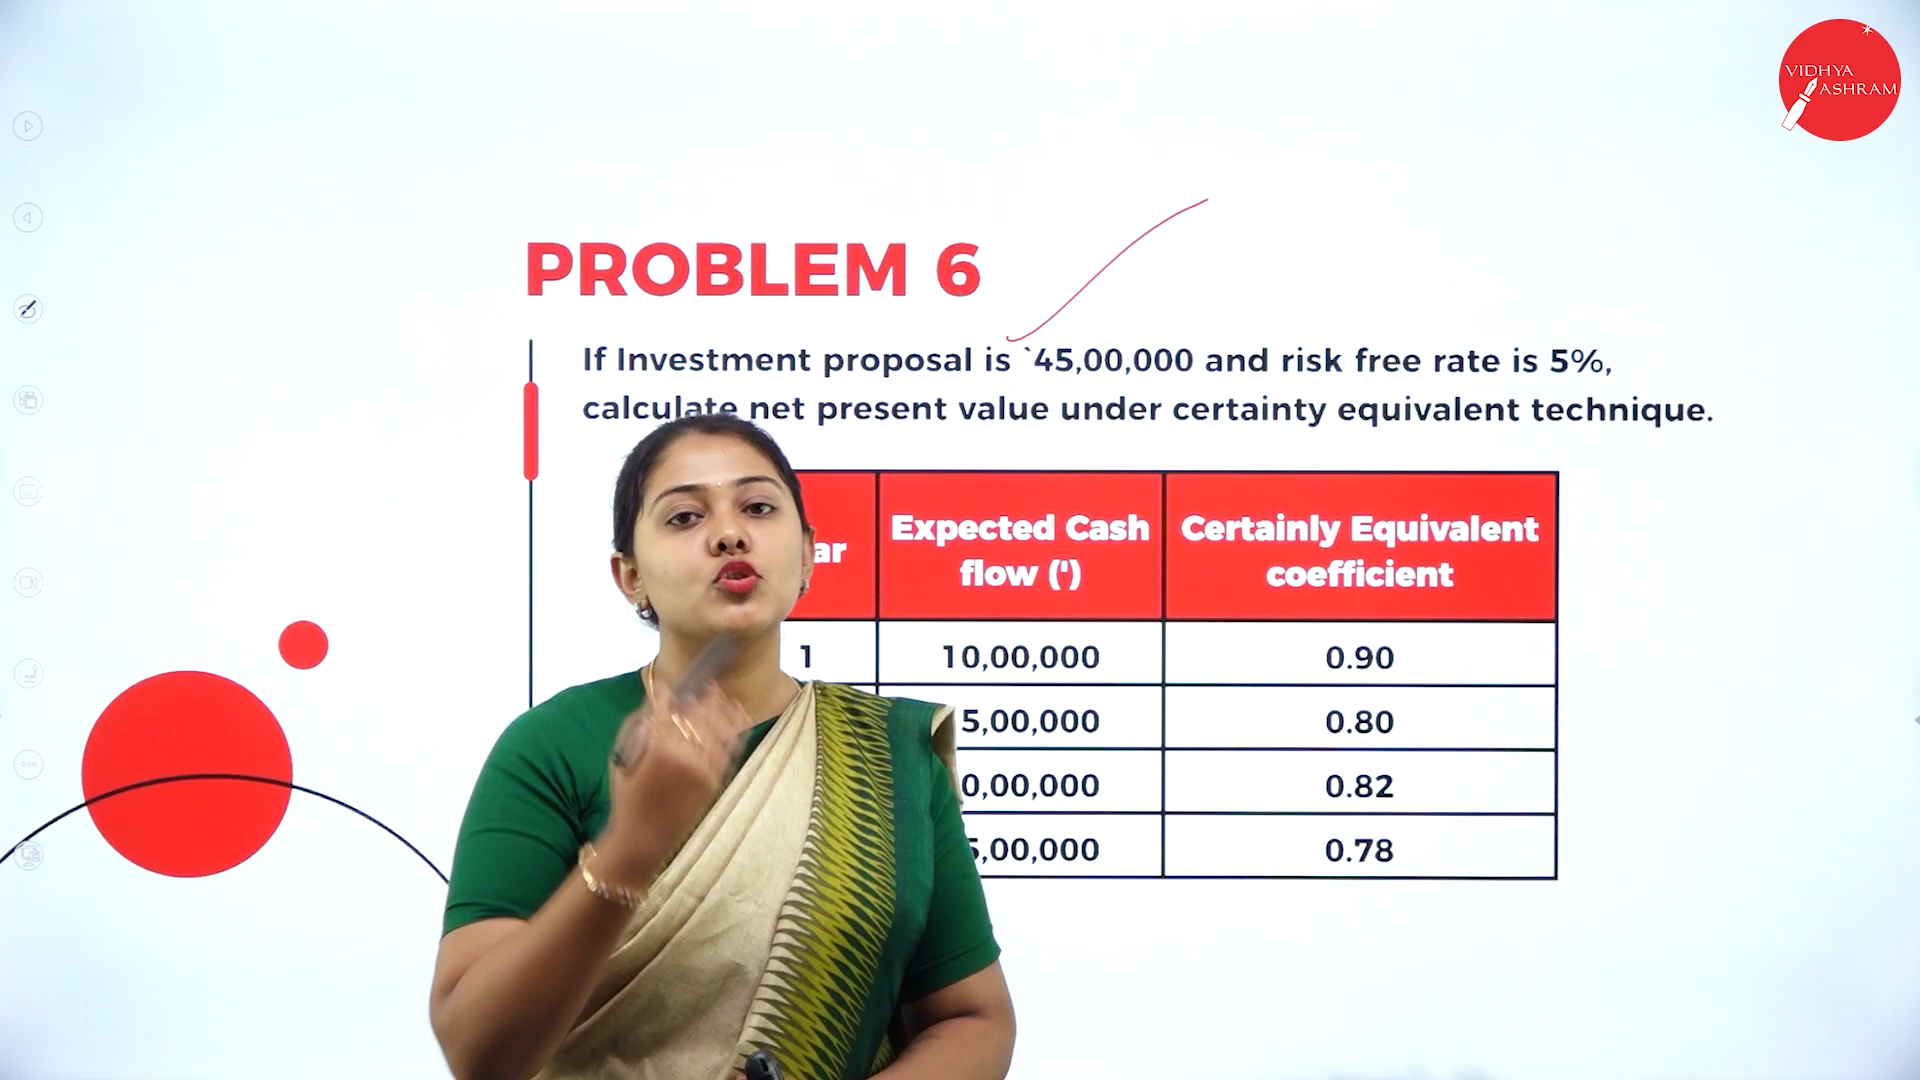 VIDHYA
ASHRAM
PROBLEM 6
If Investment proposal is `45,00,000 and risk free rate is 5%,
calculate net present value under certainty equivalent technique.
Expected Cash flow (') Certainly Equivalent coefficient
1 10,00,000 0.90
5,00,000 0.80
0,00,000 0.82
,00,000 0.78